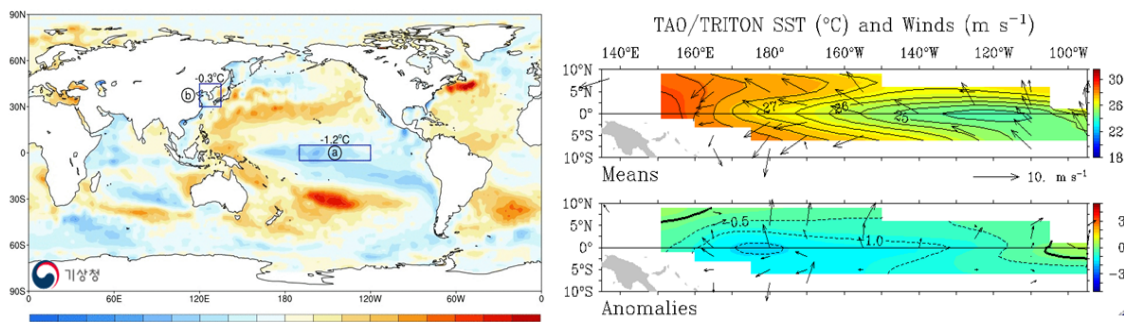 90N
60N
30N
0
30S
60S
90S
0
60E
120E
180
120W
60W
0
-0.3℃
ⓑ
-1.2℃
ⓐ
기상청
TAO/TRITON SST (°C) and Winds (m s⁻¹)
140°E 160°E 180° 160°W 140°W 120°W 100°W
10°N
5°N
0°
5°S
10°S
27
26
25
30
28
26
24
22
20
18
Means
10. m s⁻¹
10°N
5°N
0°
5°S
10°S
-0.5
1.0
Anomalies